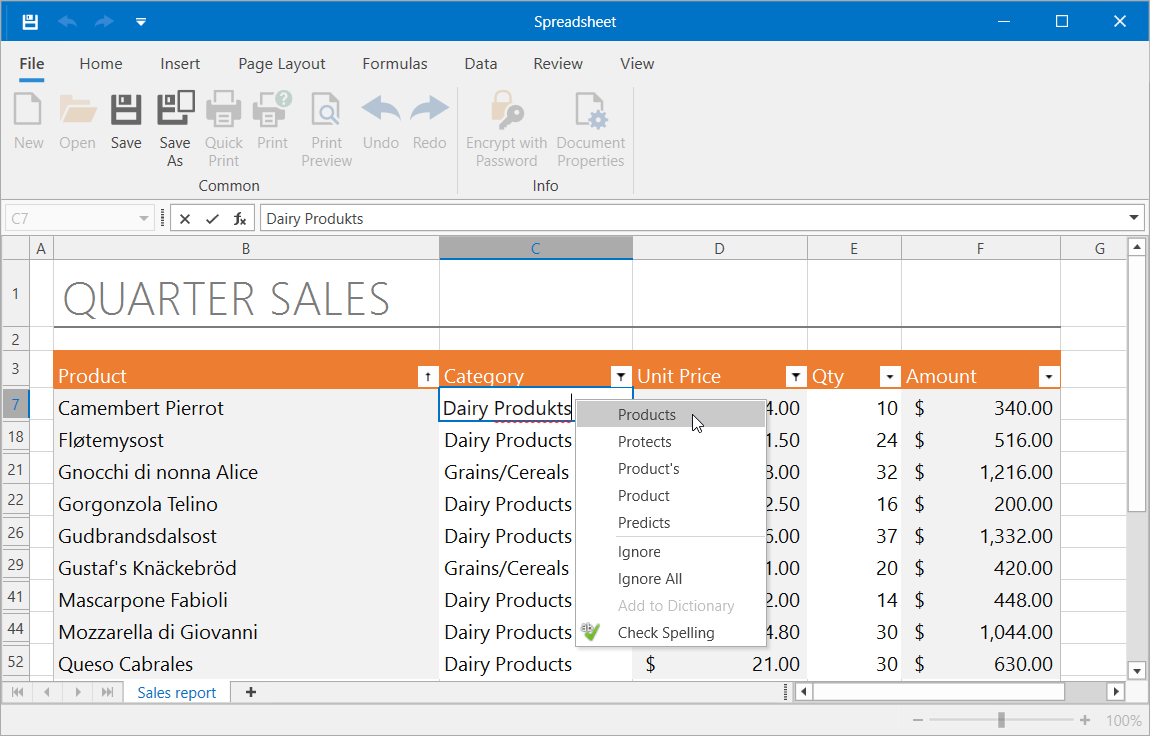 Spreadsheet
File Home Insert Page Layout Formulas Data Review View
New Open Save Save As Quick Print Print Print Preview Undo Redo Encrypt with Password Document Properties
Common Info
C7 fx Dairy Produkts
A B C D E F G
1 QUARTER SALES
2
3 Product Category Unit Price Qty Amount
7 Camembert Pierrot Dairy Produkts 4.00 10 $ 340.00
Products
18 Fløtemysost Dairy Products 1.50 24 $ 516.00
Protects
21 Gnocchi di nonna Alice Grains/Cereals 8.00 32 $ 1,216.00
Product's
22 Gorgonzola Telino Dairy Products 2.50 16 $ 200.00
Product
Predicts
26 Gudbrandsdalsost Dairy Products 6.00 37 $ 1,332.00
Ignore
29 Gustaf's Knäckebröd Grains/Cereals 1.00 20 $ 420.00
Ignore All
41 Mascarpone Fabioli Dairy Products 2.00 14 $ 448.00
Add to Dictionary
44 Mozzarella di Giovanni Dairy Products 4.80 30 $ 1,044.00
Check Spelling
52 Queso Cabrales Dairy Products $ 21.00 30 $ 630.00
Sales report
100%